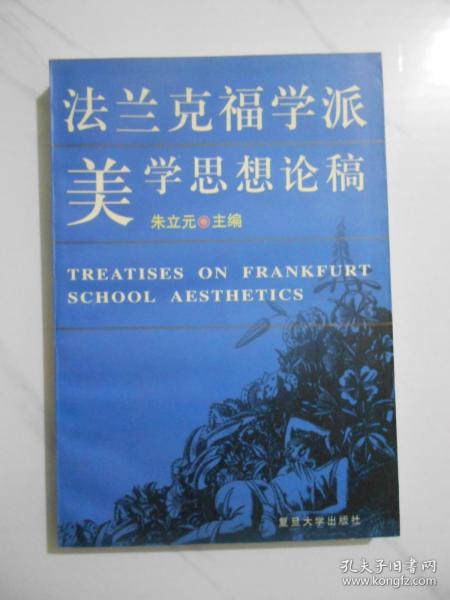 法兰克福学派
美学思想论稿
朱立元 主编
TREATISES ON FRANKFURT
SCHOOL AESTHETICS
复旦大学出版社
孔夫子旧书网
www.kongfz.com